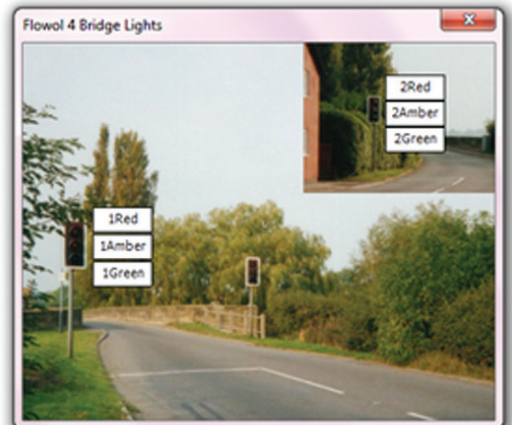 Flowol 4 Bridge Lights
2Red
2Amber
2Green
1Red
1Amber
1Green